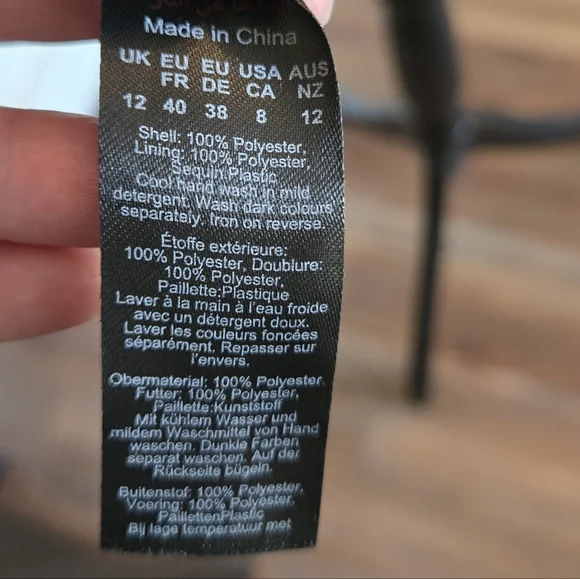 Made in China
UK EU EU USA AUS
FR DE CA NZ
12 40 38 8 12
Shell: 100% Polyester,
Lining: 100% Polyester,
Sequin Plastic
Cool hand wash in mild
detergent. Wash dark colours
separately. Iron on reverse.
Étoffe extérieure:
100% Polyester, Doublure:
100% Polyester,
Paillette:Plastique
Laver à la main à l'eau froide
avec un détergent doux.
Laver les couleurs foncées
séparément. Repasser sur
l'envers.
Obermaterial: 100% Polyester,
Futter: 100% Polyester,
Paillette:Kunststoff
Mit kühlem Wasser und
mildem Waschmittel von Hand
waschen. Dunkle Farben
separat waschen. Auf der
Rückseite bügeln.
Buitenstof: 100% Polyester,
Voering: 100% Polyester,
PaillettenPlastic
Bij lage temperatuur met